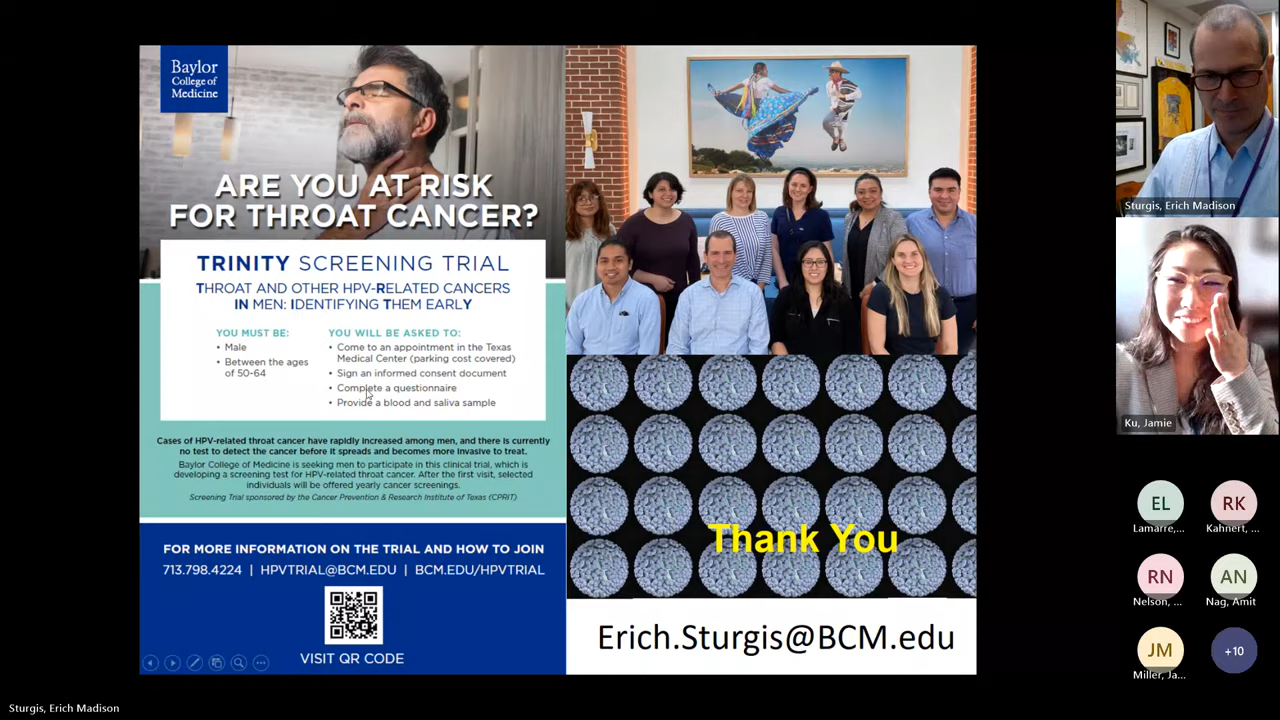 Baylor
College of
Medicine
ARE YOU AT RISK
FOR THROAT CANCER?
TRINITY SCREENING TRIAL
THROAT AND OTHER HPV-RELATED CANCERS
IN MEN: IDENTIFYING THEM EARLY
YOU MUST BE:
• Male
• Between the ages
of 50-64
YOU WILL BE ASKED TO:
• Come to an appointment in the Texas
Medical Center (parking cost covered)
• Sign an informed consent document
• Complete a questionnaire
• Provide a blood and saliva sample
Cases of HPV-related throat cancer have rapidly increased among men, and there is currently
no test to detect the cancer before it spreads and becomes more invasive to treat.
Baylor College of Medicine is seeking men to participate in this clinical trial, which is
developing a screening test for HPV-related throat cancer. After the first visit, selected
individuals will be offered yearly cancer screenings.
Screening Trial sponsored by the Cancer Prevention & Research Institute of Texas (CPRIT)
FOR MORE INFORMATION ON THE TRIAL AND HOW TO JOIN
713.798.4224 | HPVTRIAL@BCM.EDU | BCM.EDU/HPVTRIAL
VISIT QR CODE
Thank You
Erich.Sturgis@BCM.edu
Sturgis, Erich Madison
Ku, Jamie
EL
Lamarre,...
RK
Kahnert, ...
RN
Nelson, ...
AN
Nag, Amit
JM
Miller, Ja...
+10
Sturgis, Erich Madison